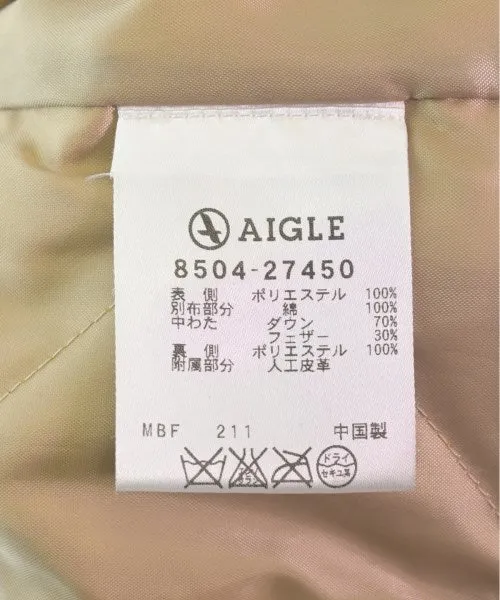 AIGLE
8504-27450
表 側 ポリエステル 100%
別布部分 綿 100%
中わた ダウン 70%
フェザー 30%
裏 側 ポリエステル 100%
附属部分 人工皮革
MBF 211 中国製
ドライ
セキユ系